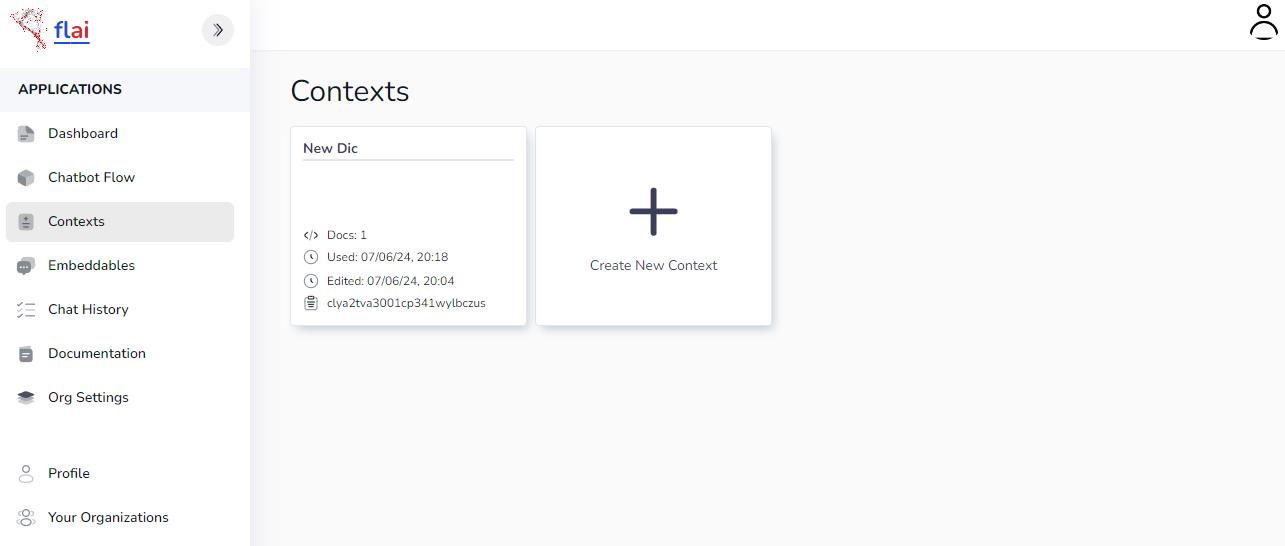 flai
APPLICATIONS
Dashboard
Chatbot Flow
Contexts
Embeddables
Chat History
Documentation
Org Settings
Profile
Your Organizations
Contexts
New Dic
Docs: 1
Used: 07/06/24, 20:18
Edited: 07/06/24, 20:04
clya2tva3001cp341wylbczus
Create New Context